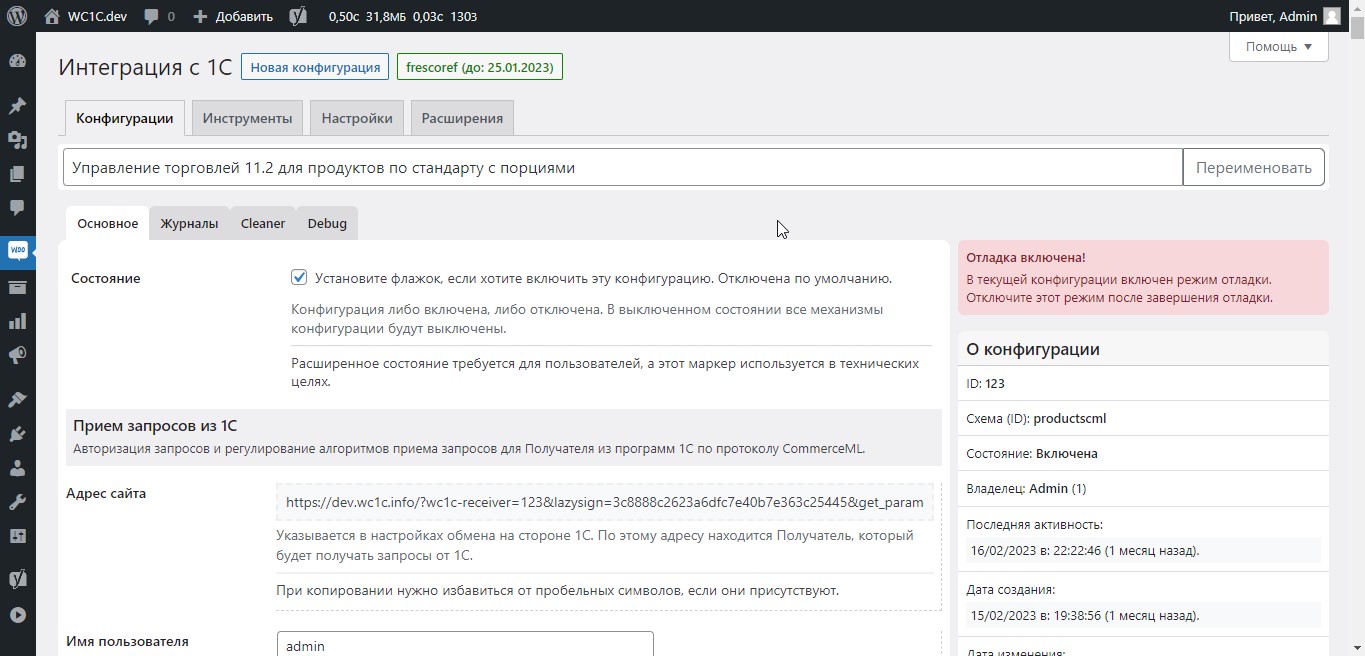 WC1C.dev 0 Добавить 0,50с 31,8МБ 0,03с 1303 Привет, Admin
Помощь
Интеграция с 1С Новая конфигурация frescoref (до: 25.01.2023)
Конфигурации Инструменты Настройки Расширения
Управление торговлей 11.2 для продуктов по стандарту с порциями Переименовать
Основное Журналы Cleaner Debug
Состояние
Установите флажок, если хотите включить эту конфигурацию. Отключена по умолчанию.
Конфигурация либо включена, либо отключена. В выключенном состоянии все механизмы
конфигурации будут выключены.
Расширенное состояние требуется для пользователей, а этот маркер используется в технических
целях.
Прием запросов из 1С
Авторизация запросов и регулирование алгоритмов приема запросов для Получателя из программ 1С по протоколу CommerceML.
Адрес сайта
https://dev.wc1c.info/?wc1c-receiver=123&lazysign=3c8888c2623a6dfc7e40b7e363c25445&get_param
Указывается в настройках обмена на стороне 1С. По этому адресу находится Получатель, который
будет получать запросы от 1С.
При копировании нужно избавиться от пробельных символов, если они присутствуют.
Имя пользователя
admin
Отладка включена!
В текущей конфигурации включен режим отладки.
Отключите этот режим после завершения отладки.
О конфигурации
ID: 123
Схема (ID): productscml
Состояние: Включена
Владелец: Admin (1)
Последняя активность:
16/02/2023 в: 22:22:46 (1 месяц назад).
Дата создания:
15/02/2023 в: 19:38:56 (1 месяц назад).
Дата изменения: